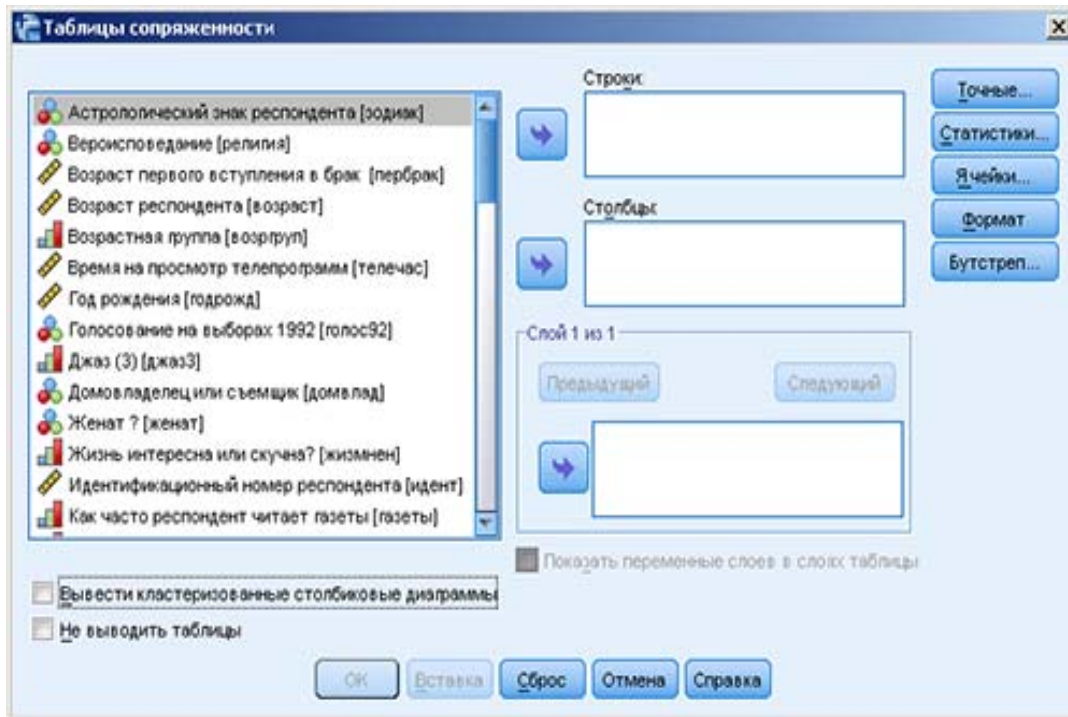 Таблицы сопряженности
Астрологический знак респондента [зодиак]
Вероисповедание [религия]
Возраст первого вступления в брак [пербрак]
Возраст респондента [возраст]
Возрастная группа [возргруп]
Время на просмотр телепрограмм [телечас]
Год рождения [годрожд]
Голосование на выборах 1992 [голос92]
Джаз (3) [джаз3]
Домовладелец или съемщик [домвлад]
Женат ? [женат]
Жизнь интересна или скучна? [жизмнен]
Идентификационный номер респондента [идент]
Как часто респондент читает газеты [газеты]
Вывести кластеризованные столбиковые диаграммы
Не выводить таблицы
Строки:
Столбцы:
Слой 1 из 1
Предыдущий
Следующий
Показать переменные слоев в слоях таблицы
Точные...
Статистики...
Ячейки...
Формат
Бутстреп...
ОК
Вставка
Сброс
Отмена
Справка